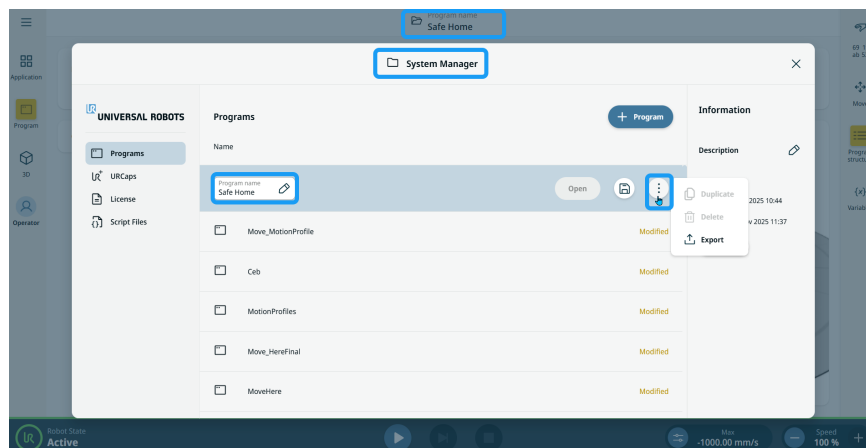 Program name
Safe Home
System Manager
Application
Program
3D
Operator
UR
UNIVERSAL ROBOTS
Programs
URCaps
License
Script Files
Programs
+ Program
Name
Program name
Safe Home
Open
Move_MotionProfile
Modified
Ceb
Modified
MotionProfiles
Modified
Move_HereFinal
Modified
MoveHere
Modified
Information
Description
Duplicate
Delete
Export
2025 10:44
2025 11:37
Move
Robot State
Active
Max
-1000.00 mm/s
Speed
100 %